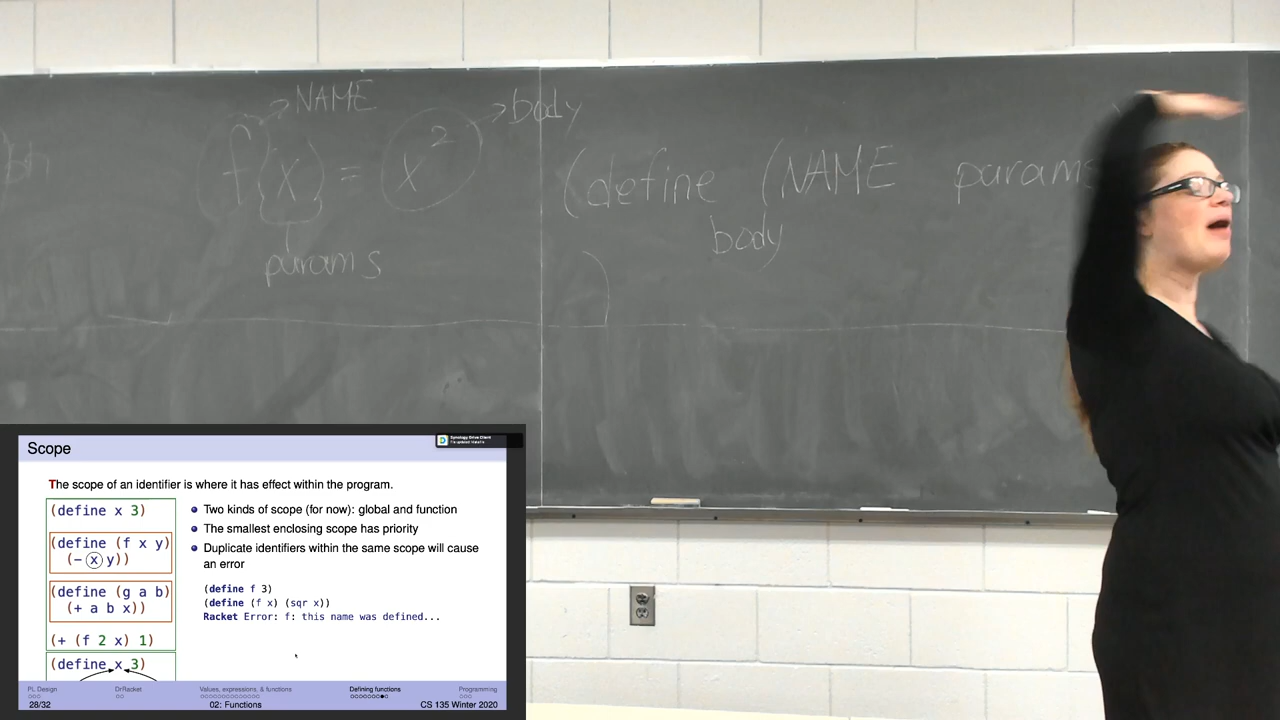 NAME
body
f(x) = x²
params
(define (NAME params
body
)
Scope
The scope of an identifier is where it has effect within the program.
(define x 3)
(define (f x y)
(- x y))
(define (g a b)
(+ a b x))
(+ (f 2 x) 1)
(define x 3)
Two kinds of scope (for now): global and function
The smallest enclosing scope has priority
Duplicate identifiers within the same scope will cause
an error
(define f 3)
(define (f x) (sqr x))
Racket Error: f: this name was defined...
PL Design
DrRacket
Values, expressions, & functions
Defining functions
Programming
28/32
02: Functions
CS 135 Winter 2020